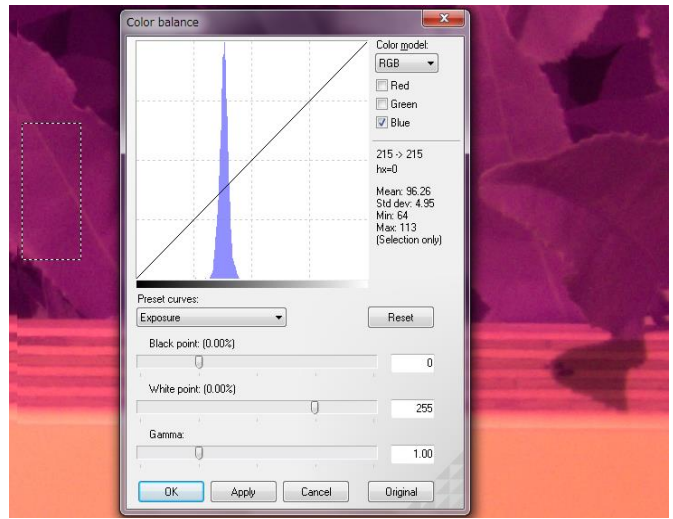 Color balance
Color model:
RGB
Red
Green
Blue
215 -> 215
hx=0
Mean: 96.26
Std dev: 4.95
Min: 64
Max: 113
(Selection only)
Preset curves:
Exposure
Reset
Black point: (0.00%)
0
White point: (0.00%)
255
Gamma:
1.00
OK
Apply
Cancel
Original